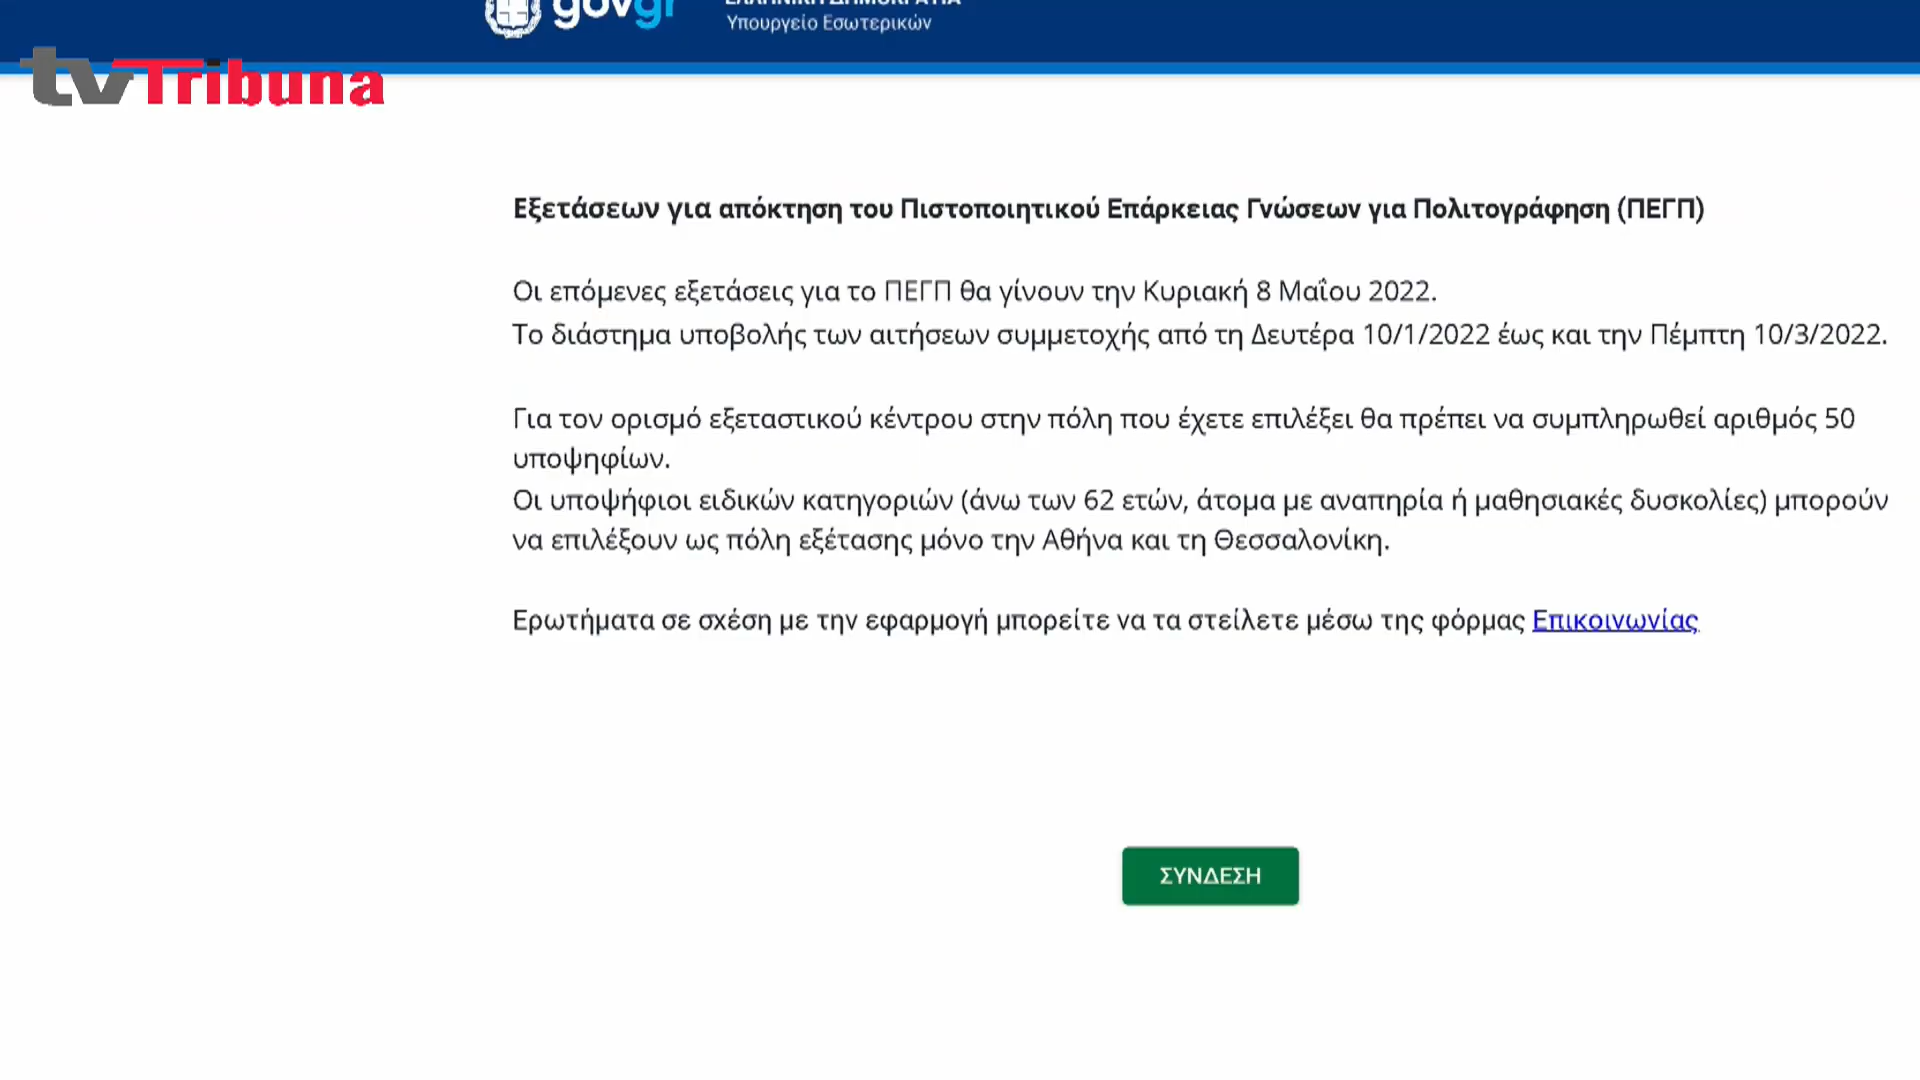 govgr
ΕΛΛΗΝΙΚΗ ΔΗΜΟΚΡΑΤΙΑ
Υπουργείο Εσωτερικών
tvTribuna
Εξετάσεων για απόκτηση του Πιστοποιητικού Επάρκειας Γνώσεων για Πολιτογράφηση (ΠΕΓΠ)
Οι επόμενες εξετάσεις για το ΠΕΓΠ θα γίνουν την Κυριακή 8 Μαΐου 2022.
Το διάστημα υποβολής των αιτήσεων συμμετοχής από τη Δευτέρα 10/1/2022 έως και την Πέμπτη 10/3/2022.
Για τον ορισμό εξεταστικού κέντρου στην πόλη που έχετε επιλέξει θα πρέπει να συμπληρωθεί αριθμός 50
υποψηφίων.
Οι υποψήφιοι ειδικών κατηγοριών (άνω των 62 ετών, άτομα με αναπηρία ή μαθησιακές δυσκολίες) μπορούν
να επιλέξουν ως πόλη εξέτασης μόνο την Αθήνα και τη Θεσσαλονίκη.
Ερωτήματα σε σχέση με την εφαρμογή μπορείτε να τα στείλετε μέσω της φόρμας Επικοινωνίας
ΣΥΝΔΕΣΗ